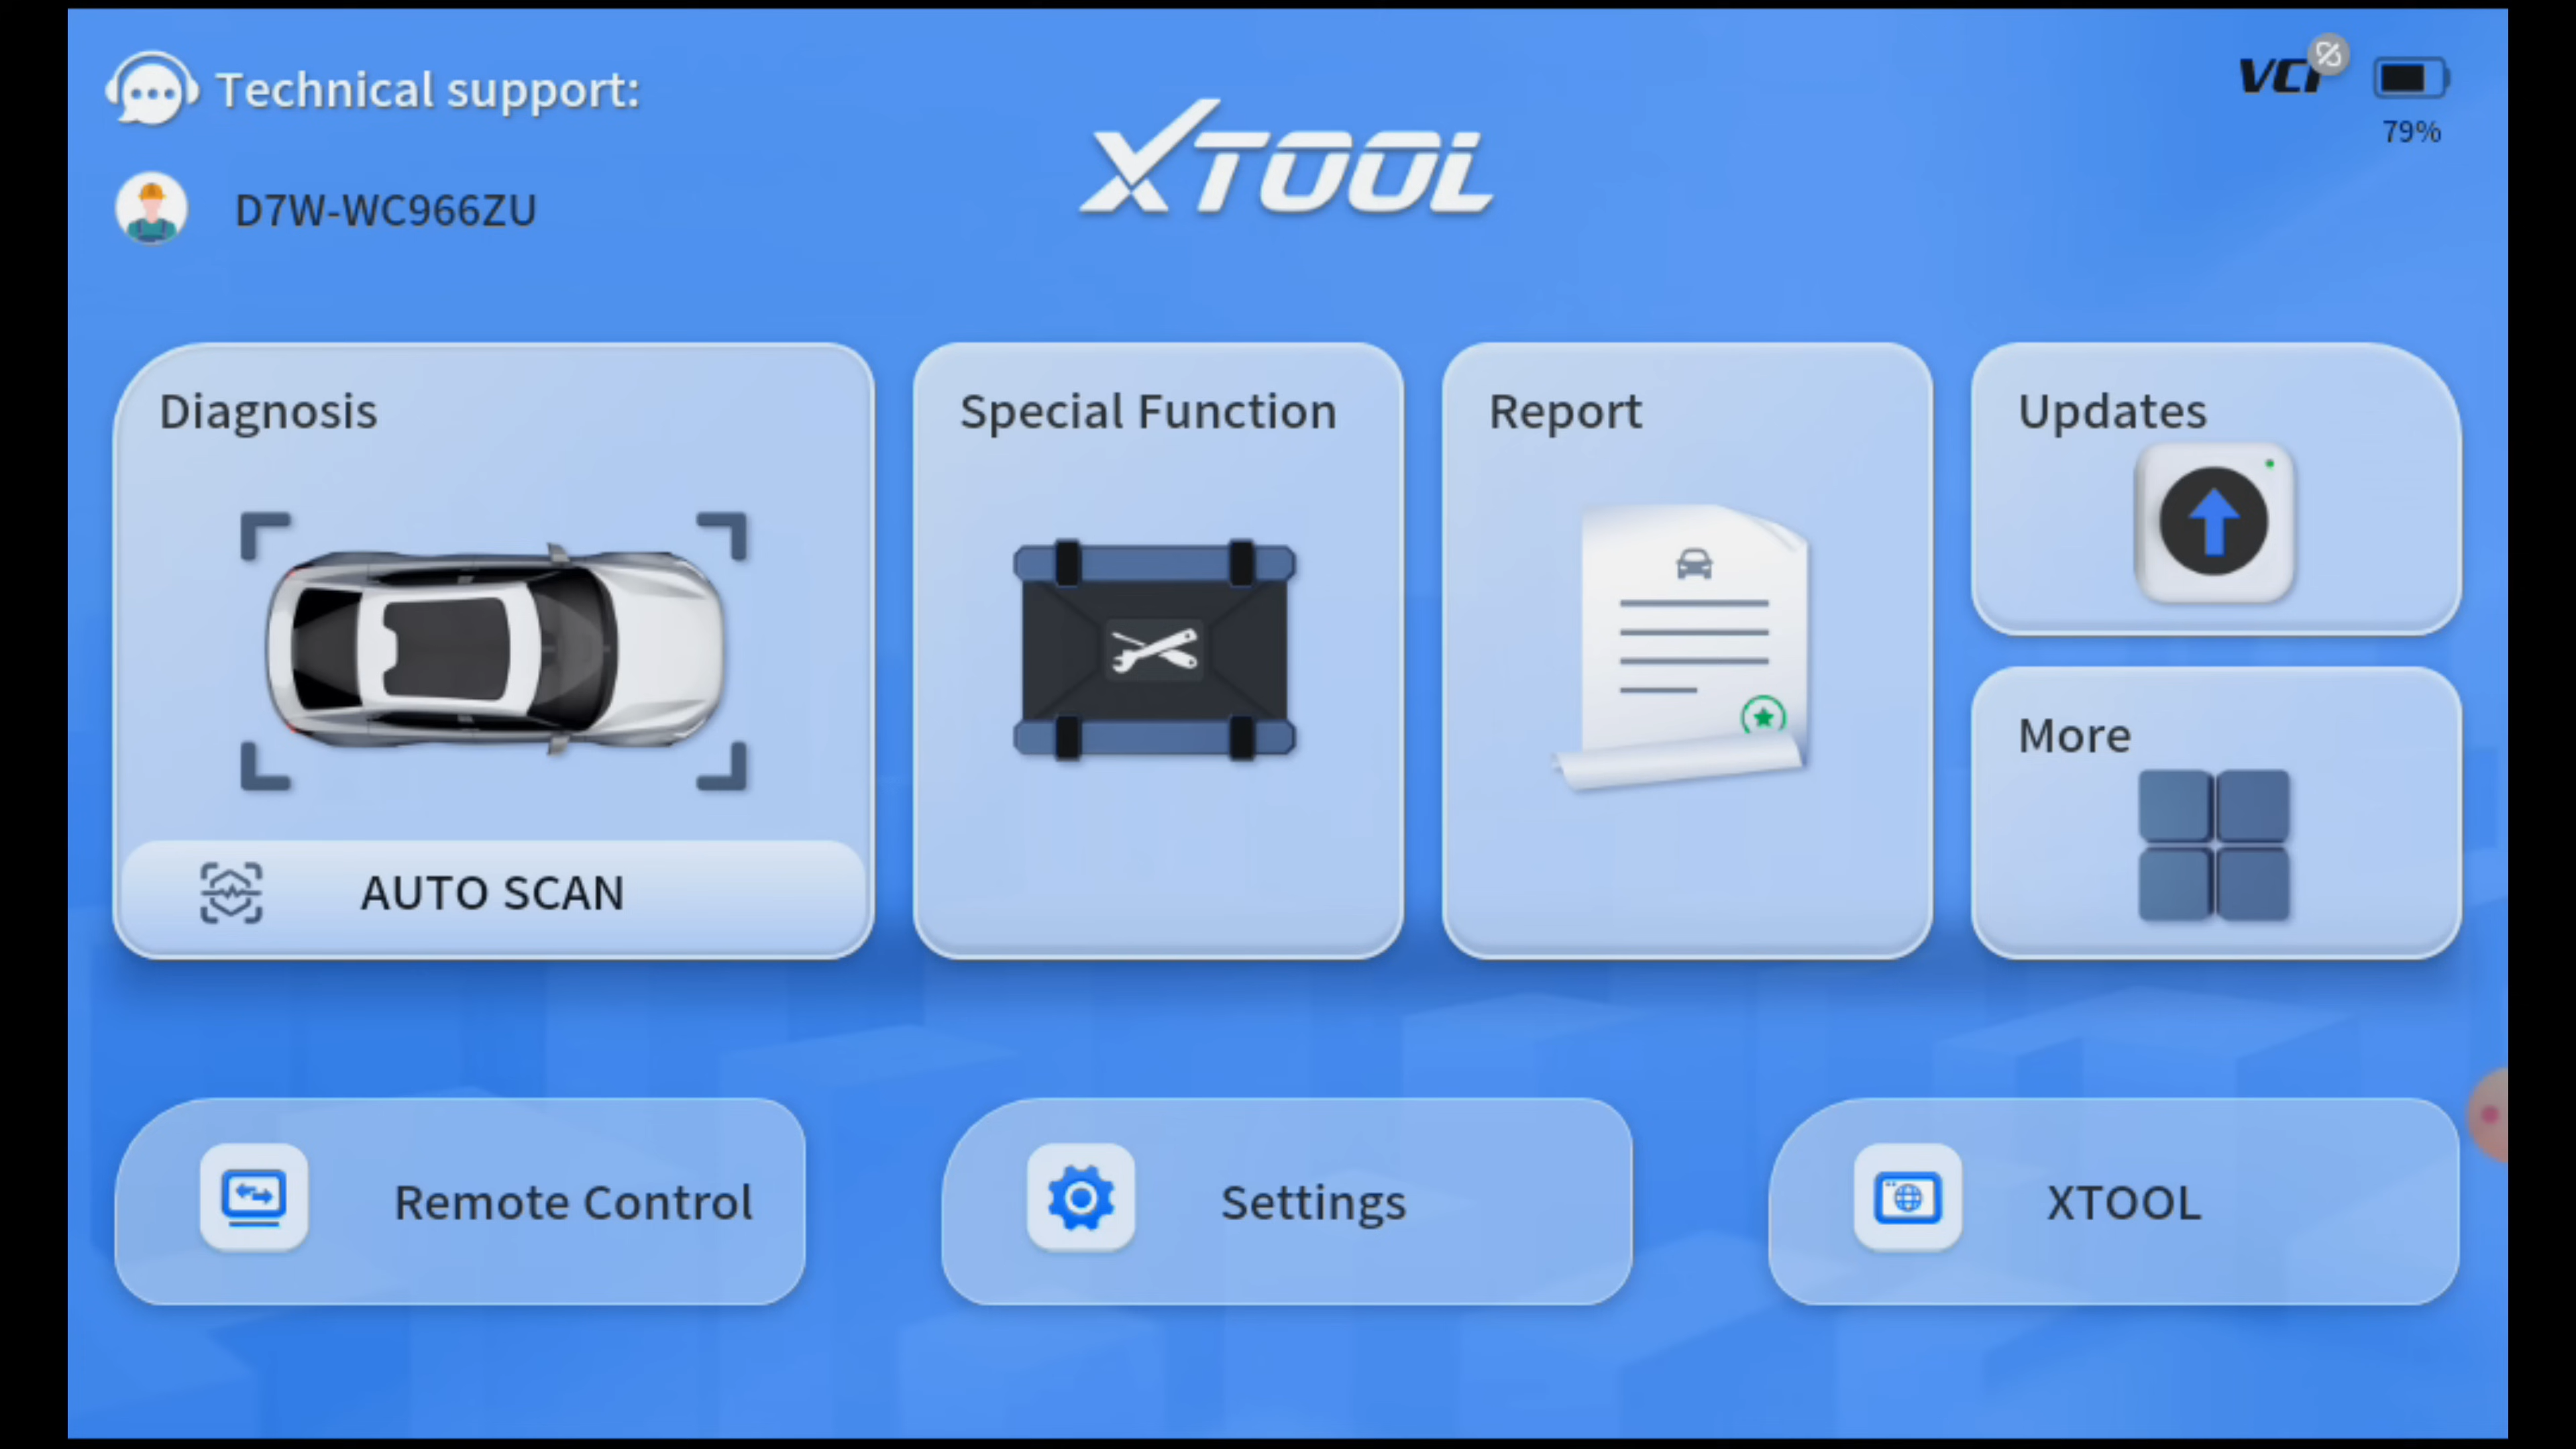 Technical support:
VCI
79%
XTOOL
D7W-WC966ZU
Diagnosis
Special Function
Report
Updates
More
AUTO SCAN
Remote Control
Settings
XTOOL